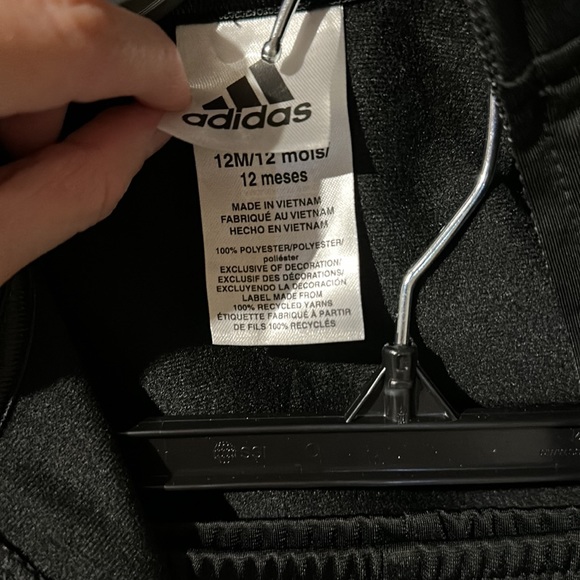 adidas
12M/12 mois/
12 meses
MADE IN VIETNAM
FABRIQUÉ AU VIETNAM
HECHO EN VIETNAM
100% POLYESTER/POLYESTER/
poliéster
EXCLUSIVE OF DECORATION/
EXCLUSIF DES DÉCORATIONS/
EXCLUYENDO LA DECORACIÓN
LABEL MADE FROM
100% RECYCLED YARNS
ÉTIQUETTE FABRIQUÉE À PARTIR
DE FILS 100% RECYCLÉS